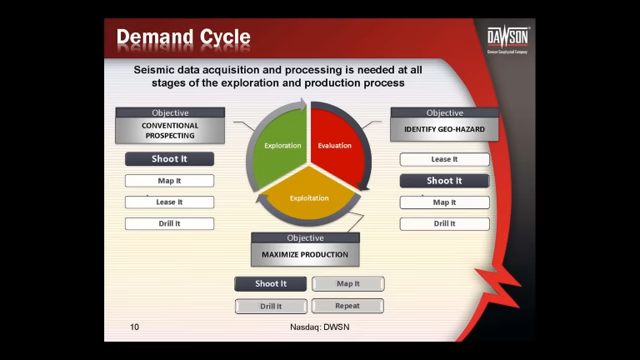 Demand Cycle
DAWSON
Dawson Geophysical Company
Seismic data acquisition and processing is needed at all
stages of the exploration and production process
Objective
CONVENTIONAL
PROSPECTING
Shoot It
Map It
Lease It
Drill It
Exploration
Evaluation
Exploitation
Objective
IDENTIFY GEO-HAZARD
Lease It
Shoot It
Map It
Drill It
Objective
MAXIMIZE PRODUCTION
Shoot It
Map It
Drill It
Repeat
10
Nasdaq: DWSN